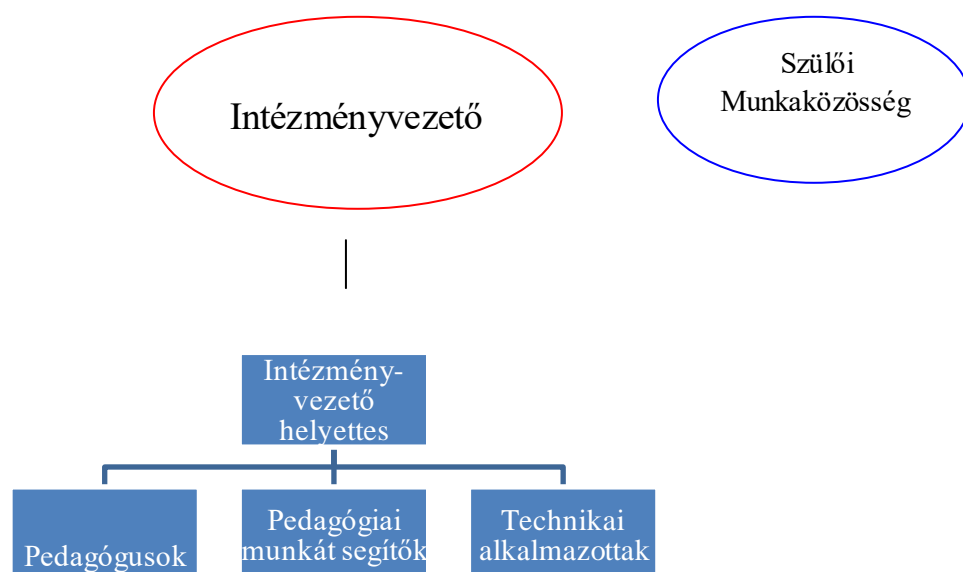 Intézményvezető
Szülői
Munkaközösség
Intézmény-
vezető
helyettes
Pedagógusok
Pedagógiai
munkát segítők
Technikai
alkalmazottak